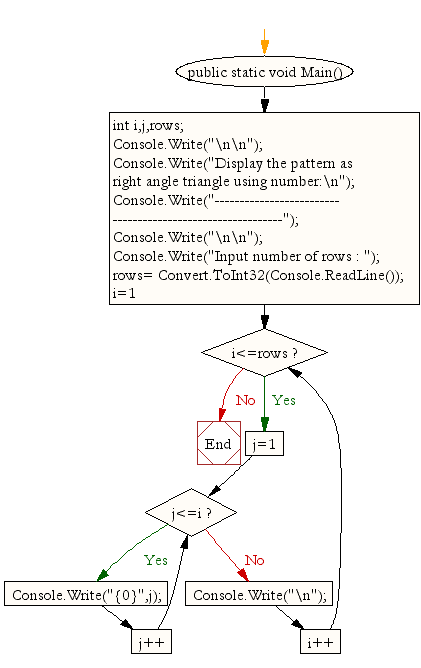 public static void Main()
int i,j,rows;
Console.Write("\n\n");
Console.Write("Display the pattern as
right angle triangle using number:\n");
Console.Write("-------------------------
----------------------------------");
Console.Write("\n\n");
Console.Write("Input number of rows : ");
rows= Convert.ToInt32(Console.ReadLine());
i=1
i<=rows ?
No
Yes
End
j=1
j<=i ?
Yes
No
Console.Write("{0}",j);
Console.Write("\n");
j++
i++